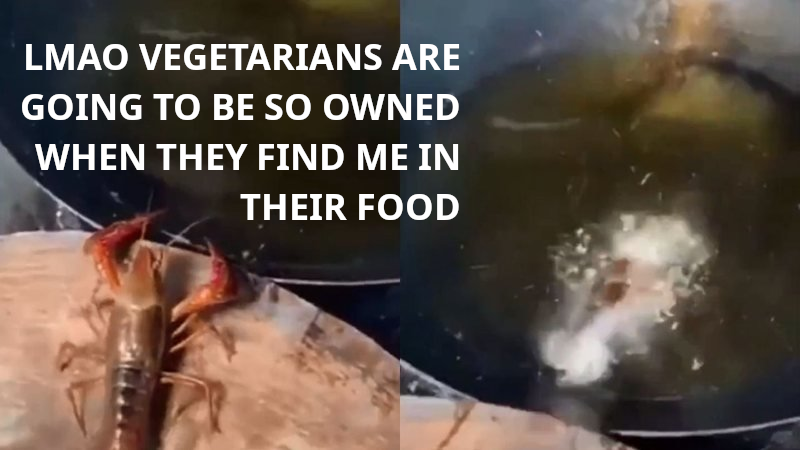 LMAO VEGETARIANS ARE
GOING TO BE SO OWNED
WHEN THEY FIND ME IN
THEIR FOOD